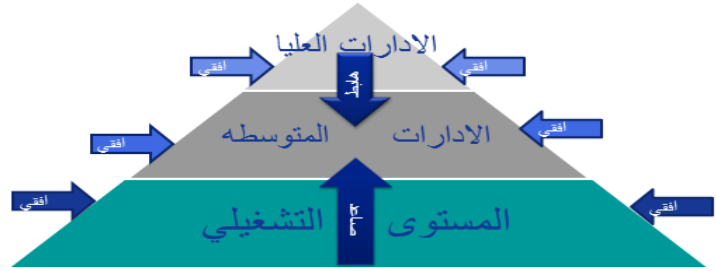 الادارات العليا
افقي
افقي
هابط
الادارات المتوسطه
افقي
افقي
المستوى التشغيلي
صاعد
افقي
افقي